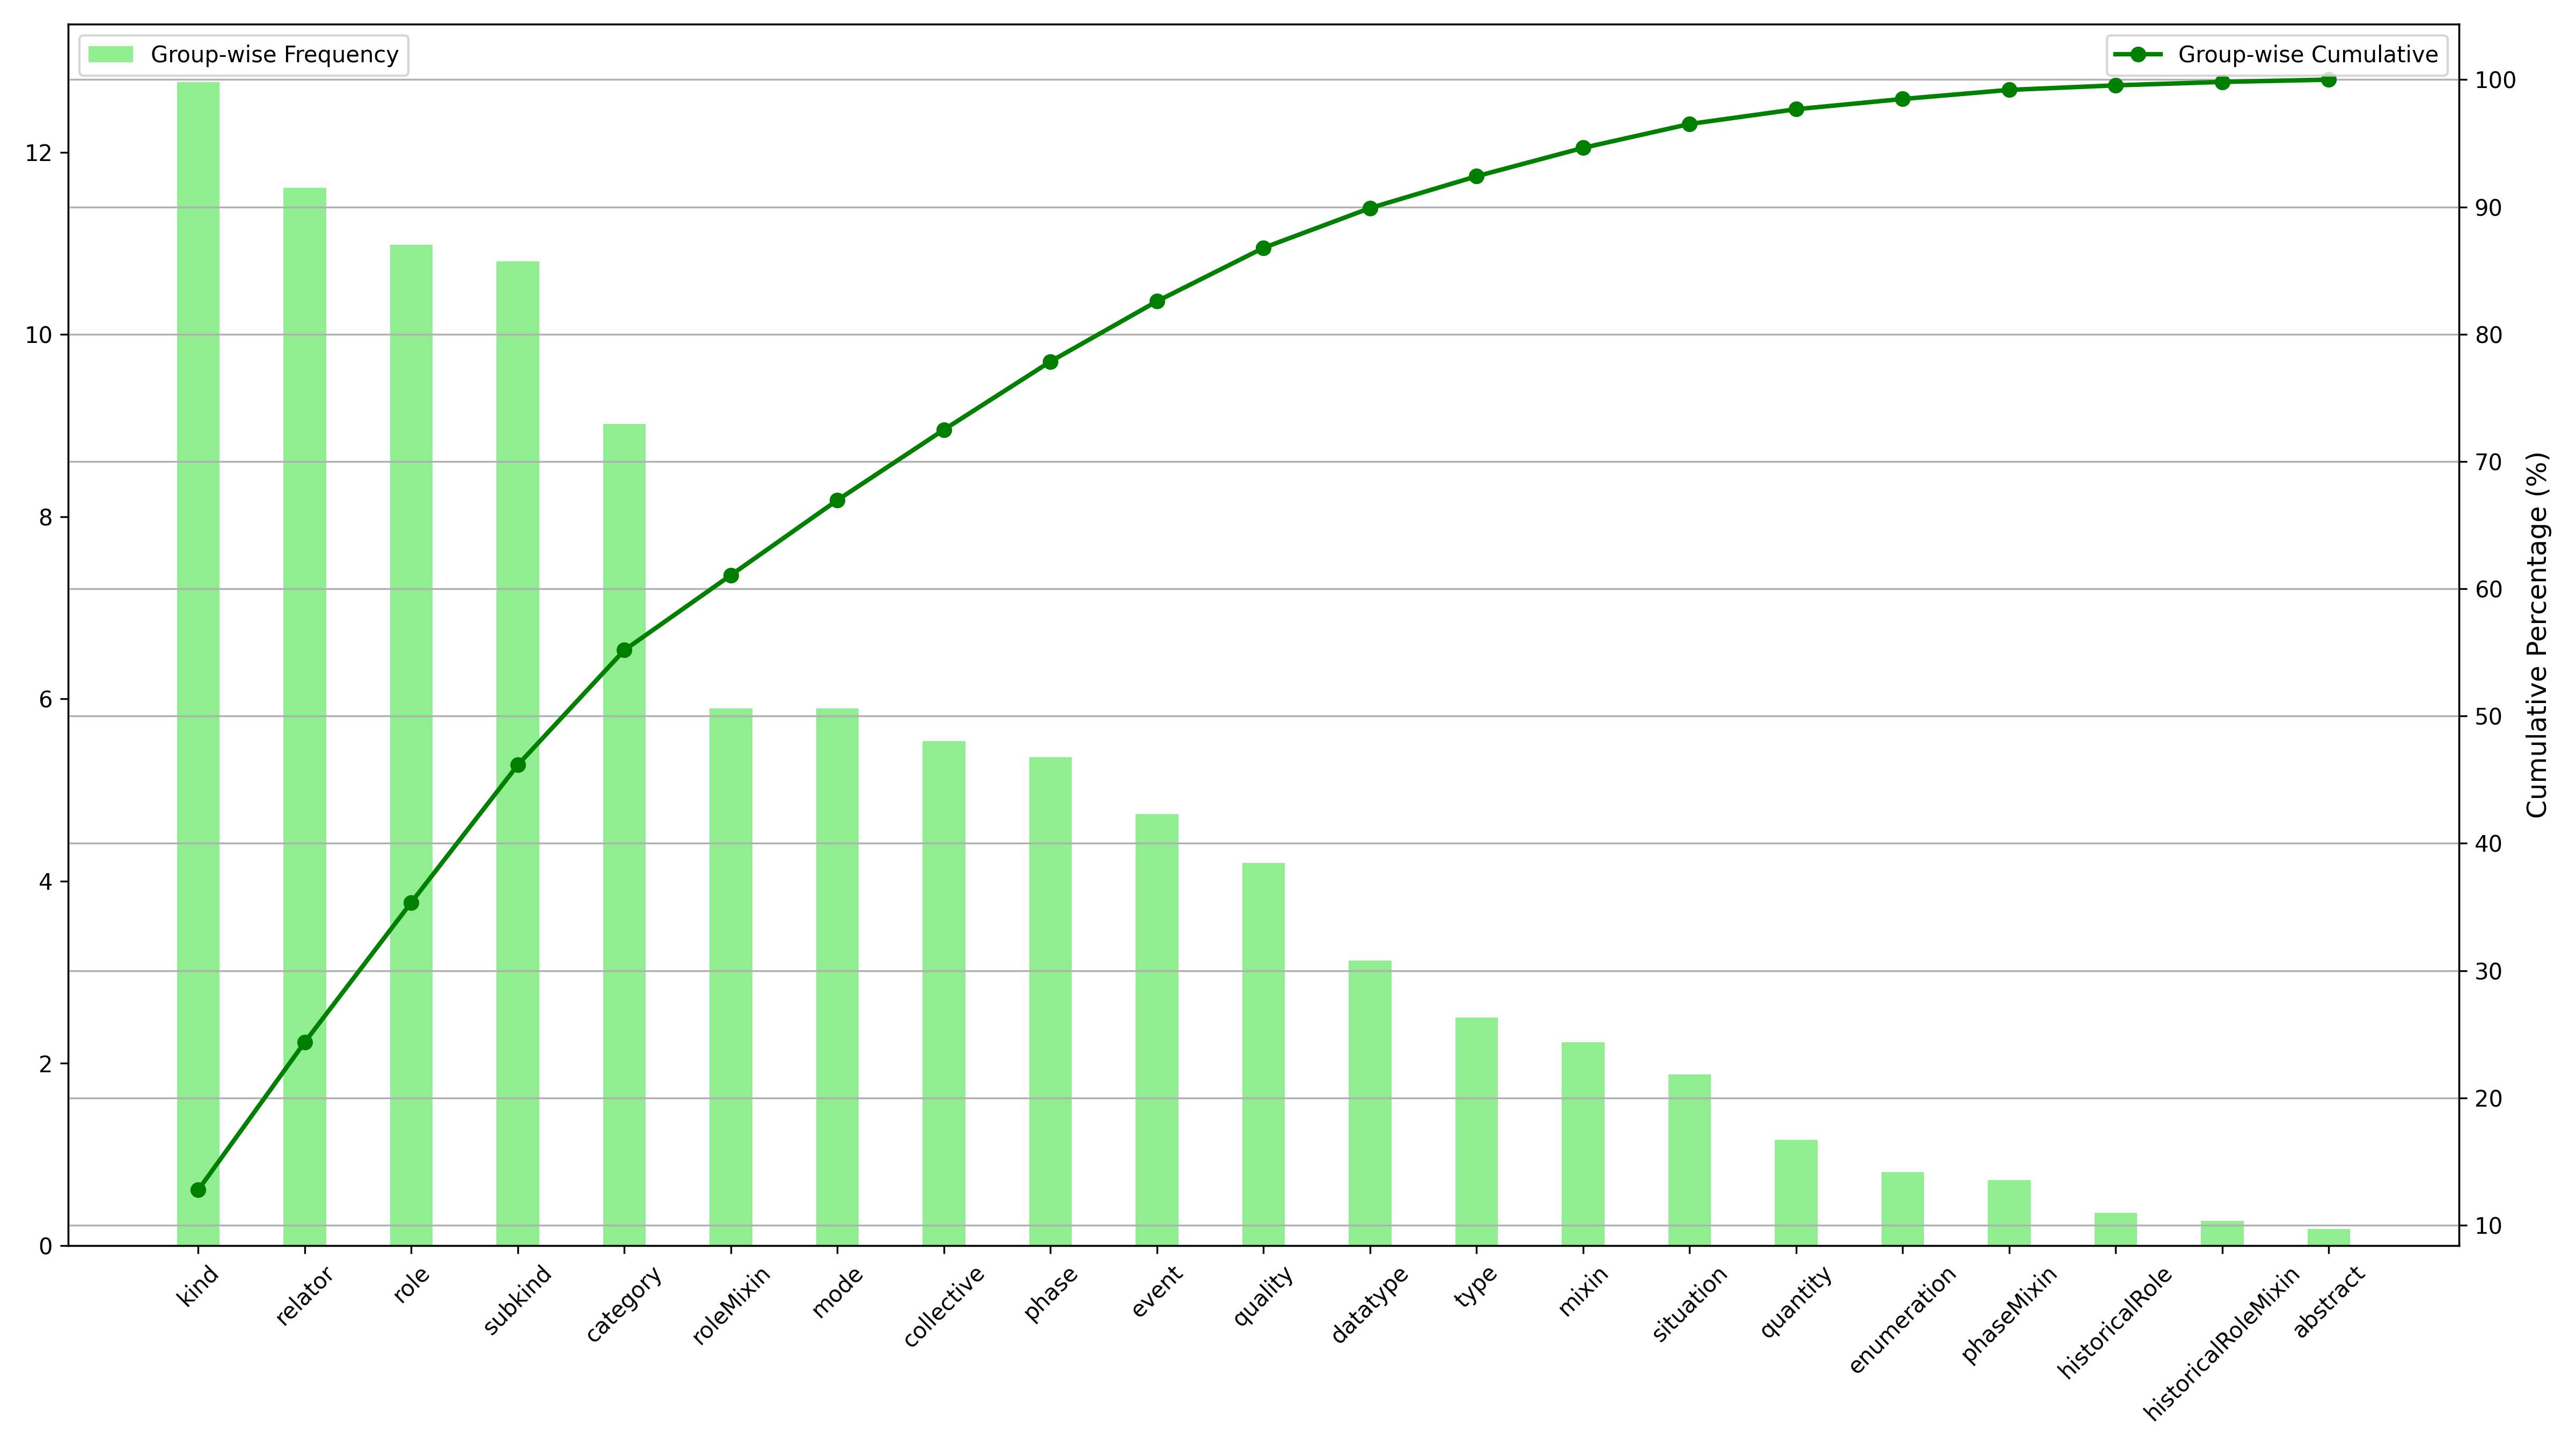 Group-wise Frequency
Group-wise Cumulative
12
10
8
6
4
2
0
100
90
80
70
60
50
40
30
20
10
Cumulative Percentage (%)
kind
relator
role
subkind
category
roleMixin
mode
collective
phase
event
quality
datatype
type
mixin
situation
quantity
enumeration
phaseMixin
historicalRole
historicalRoleMixin
abstract